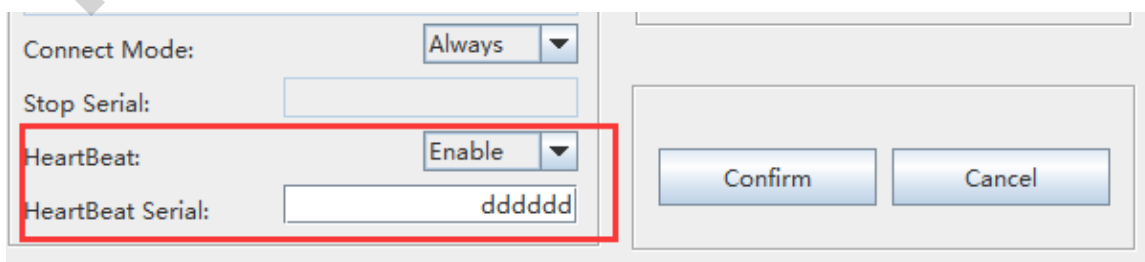 Connect Mode: Always
Stop Serial:
HeartBeat: Enable
HeartBeat Serial: dddddd
Confirm Cancel